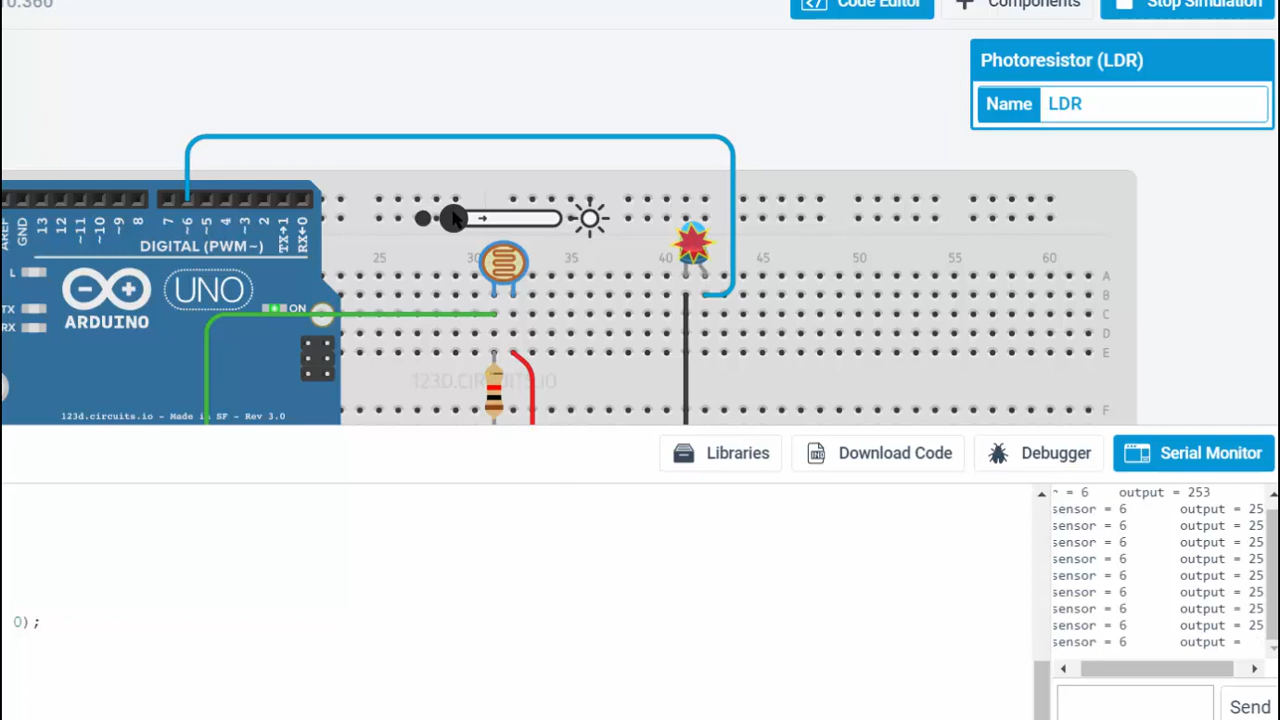 10.360
Code Editor
Components
Stop Simulation
Photoresistor (LDR)
Name LDR
AREF GND 13 12 ~11 ~10 ~9 8 7 ~6 ~5 4 ~3 2 TX→1 RX←0
DIGITAL (PWM~)
L
TX
RX
UNO
ARDUINO
ON
25 30 35 40 45 50 55 60
A
B
C
D
E
F
123D.CIRCUITS.IO
123d.circuits.io - Made in SF - Rev 3.0
Libraries
Download Code
Debugger
Serial Monitor
0);
r = 6 output = 253
sensor = 6 output = 25
sensor = 6 output = 25
sensor = 6 output = 25
sensor = 6 output = 25
sensor = 6 output = 25
sensor = 6 output = 25
sensor = 6 output = 25
sensor = 6 output = 25
sensor = 6 output =
Send